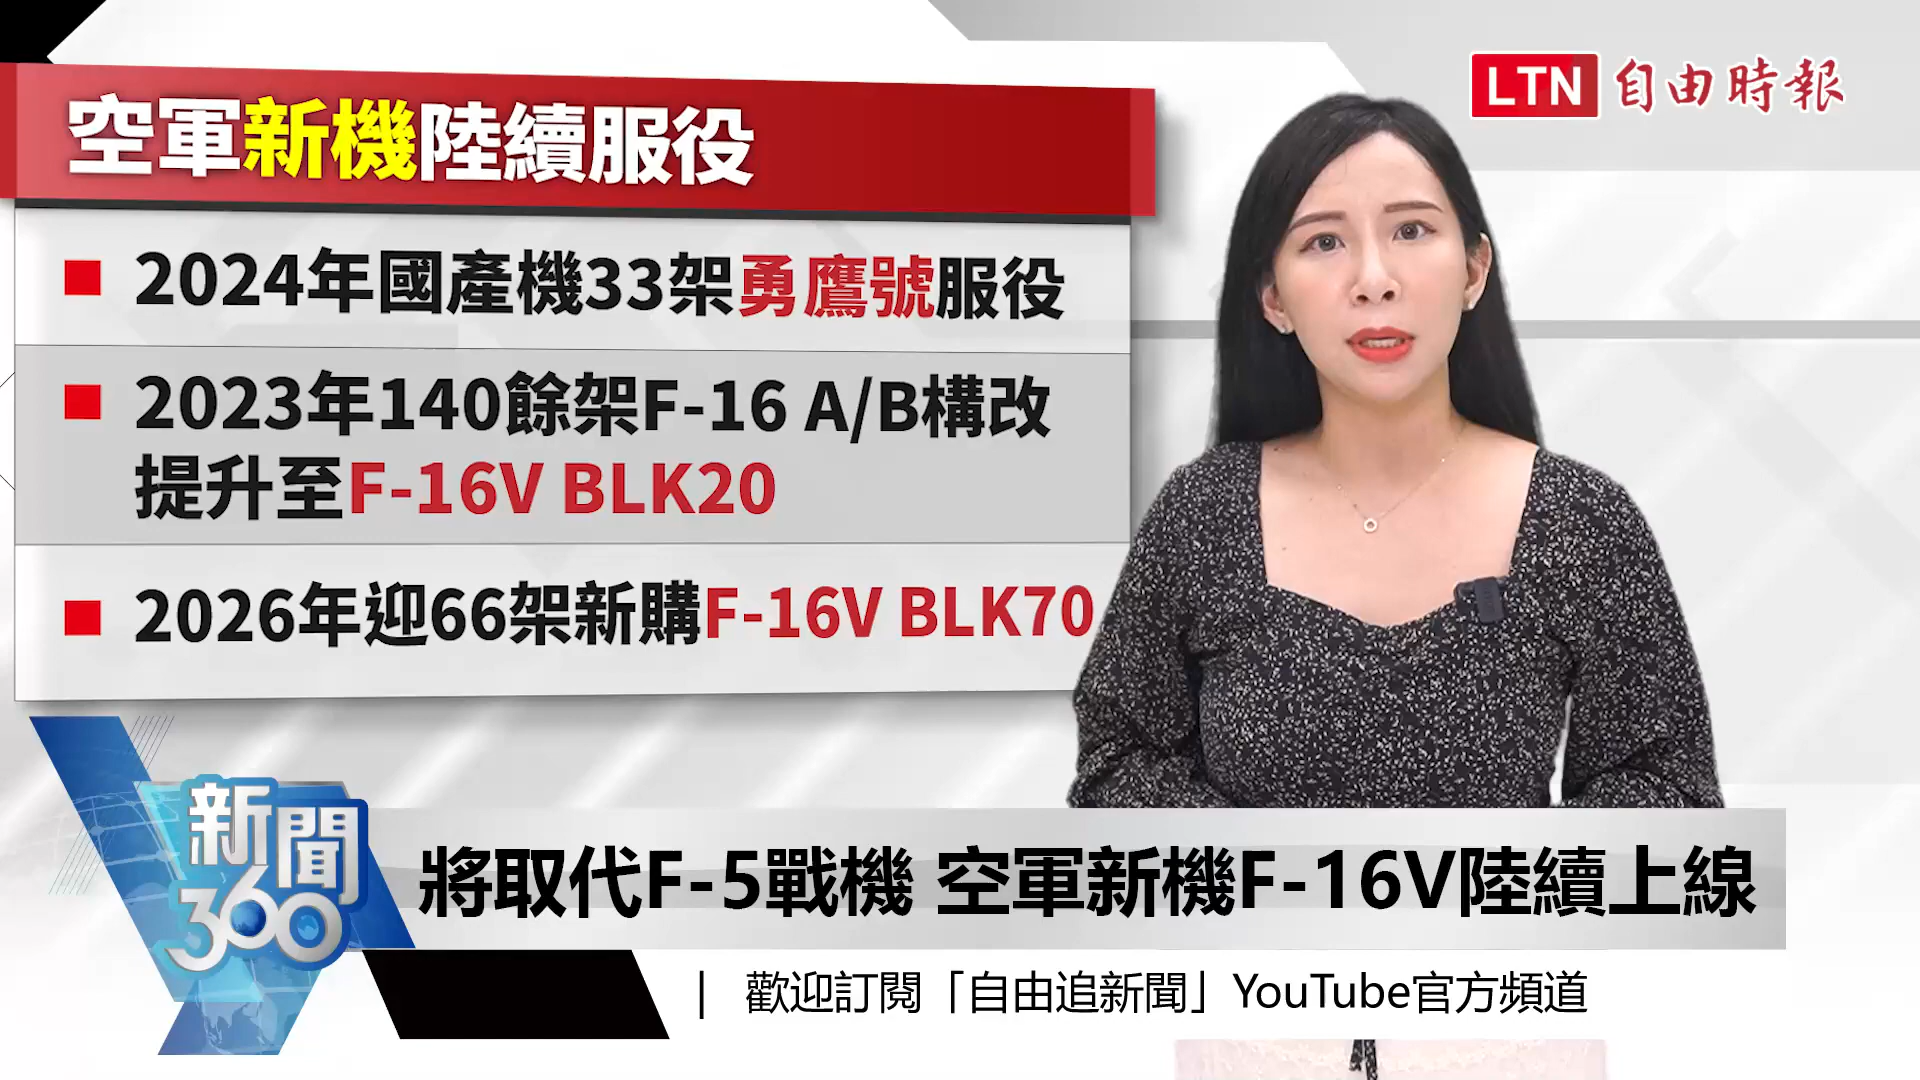 LTN 自由時報
空軍新機陸續服役
2024年國產機33架勇鷹號服役
2023年140餘架F-16 A/B構改
提升至F-16V BLK20
2026年迎66架新購F-16V BLK70
新聞
360
將取代F-5戰機 空軍新機F-16V陸續上線
| 歡迎訂閱「自由追新聞」YouTube官方頻道